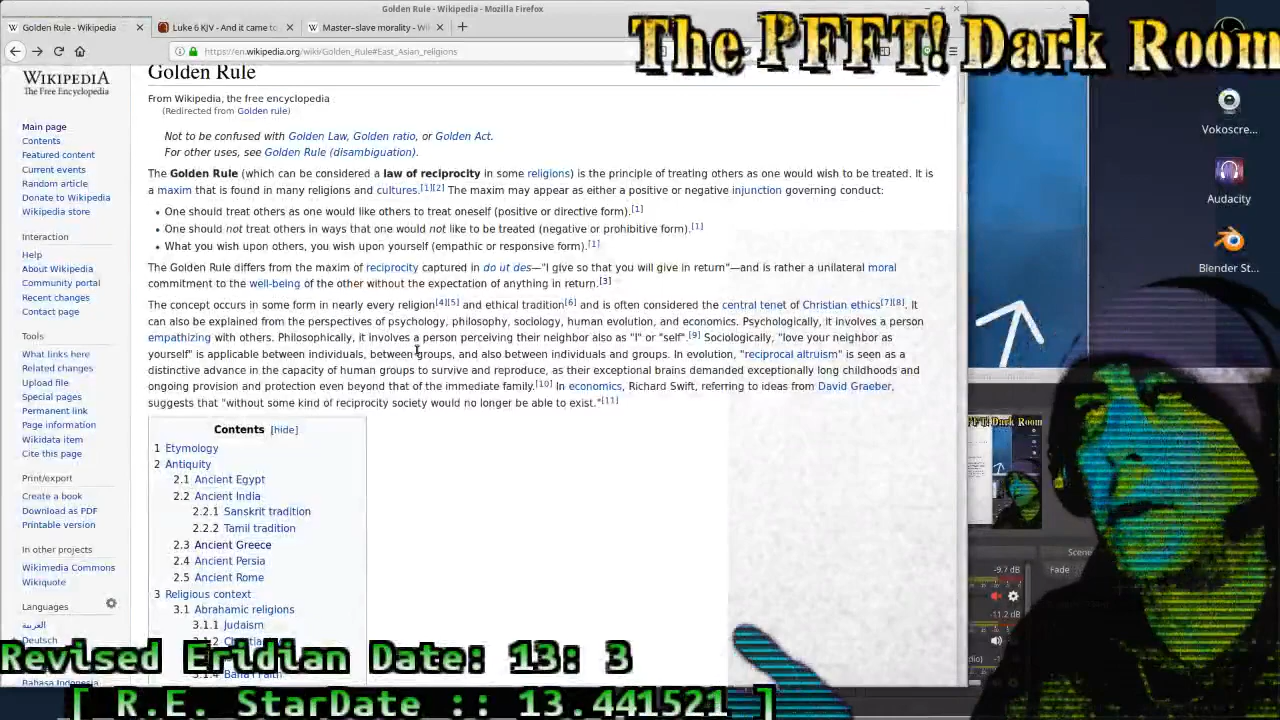 Golden Rule - Wikipedia - Mozilla Firefox
Golden Rule - Wikipedia
Luke 6 KJV - And it came to
Master–slave morality - Wiki
https://en.wikipedia.org/wiki/Golden_Rule#East_Asian_religions
The PFFT! Dark Room
WIKIPEDIA
The Free Encyclopedia
Main page
Contents
Featured content
Current events
Random article
Donate to Wikipedia
Wikipedia store
Interaction
Help
About Wikipedia
Community portal
Recent changes
Contact page
Tools
What links here
Related changes
Upload file
Special pages
Permanent link
Page information
Wikidata item
Cite this page
Print/export
Create a book
Download as PDF
Printable version
In other projects
Wikimedia Commons
Wikiquote
Languages
العربية
Deutsch
Bahasa Indonesia
Golden Rule
From Wikipedia, the free encyclopedia
(Redirected from Golden rule)
Not to be confused with Golden Law, Golden ratio, or Golden Act.
For other uses, see Golden Rule (disambiguation).
The Golden Rule (which can be considered a law of reciprocity in some religions) is the principle of treating others as one would wish to be treated. It is
a maxim that is found in many religions and cultures.[1][2] The maxim may appear as either a positive or negative injunction governing conduct:
• One should treat others as one would like others to treat oneself (positive or directive form).[1]
• One should not treat others in ways that one would not like to be treated (negative or prohibitive form).[1]
• What you wish upon others, you wish upon yourself (empathic or responsive form).[1]
The Golden Rule differs from the maxim of reciprocity captured in do ut des—"I give so that you will give in return"—and is rather a unilateral moral
commitment to the well-being of the other without the expectation of anything in return.[3]
The concept occurs in some form in nearly every religion[4][5] and ethical tradition[6] and is often considered the central tenet of Christian ethics[7][8]. It
can also be explained from the perspectives of psychology, philosophy, sociology, human evolution, and economics. Psychologically, it involves a person
empathizing with others. Philosophically, it involves a person perceiving their neighbor also as "I" or "self".[9] Sociologically, "love your neighbor as
yourself" is applicable between individuals, between groups, and also between individuals and groups. In evolution, "reciprocal altruism" is seen as a
distinctive advance in the capacity of human groups to survive and reproduce, as their exceptional brains demanded exceptionally long childhoods and
ongoing provision and protection even beyond that of the immediate family.[10] In economics, Richard Swift, referring to ideas from David Graeber,
suggests that "without some kind of reciprocity society would no longer be able to exist."[11]
Contents [hide]
1 Etymology
2 Antiquity
2.1 Ancient Egypt
2.2 Ancient India
2.2.1 Sanskrit tradition
2.2.2 Tamil tradition
2.3 Ancient Greece
2.4 Ancient Persia
2.5 Ancient Rome
3 Religious context
3.1 Abrahamic religions
3.1.1 Judaism
3.1.2 Christia
3.1.4 Baha'i Faith
Vokoscre...
Audacity
Blender St...
Scene
Fade
-9.7 dB
-11.2 dB